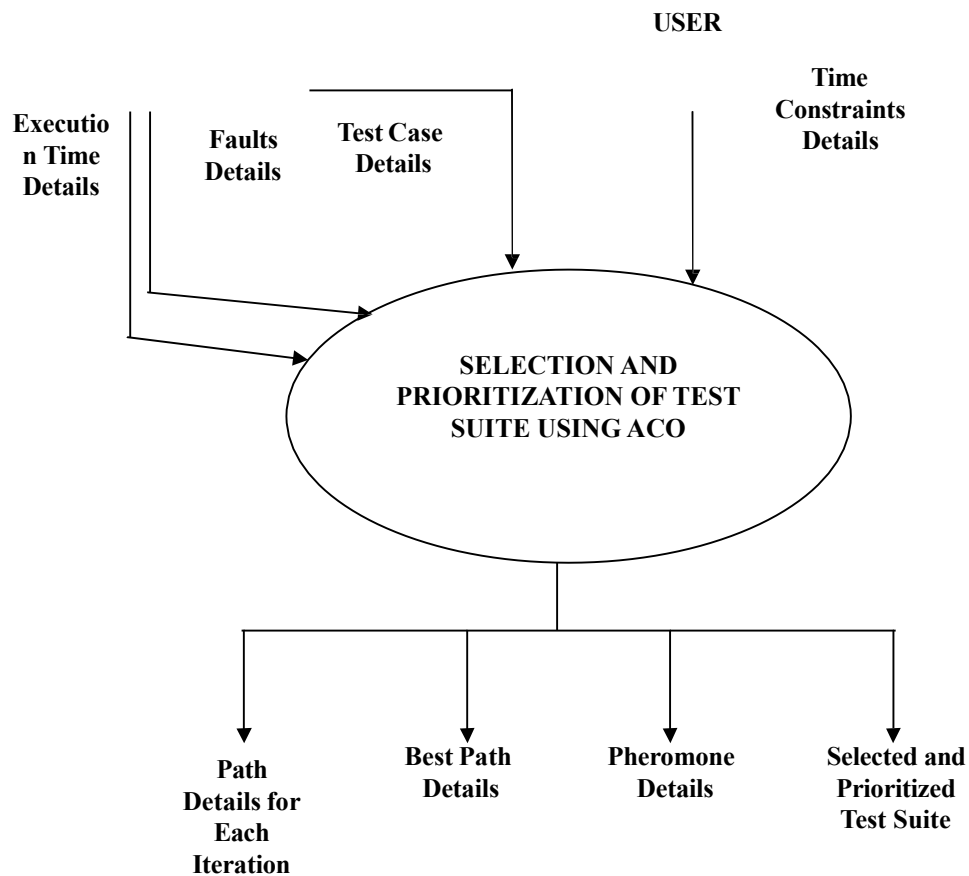 USER
Time
Constraints
Details
Executio
n Time
Details
Faults
Details
Test Case
Details
SELECTION AND
PRIORITIZATION OF TEST
SUITE USING ACO
Path
Details for
Each
Iteration
Best Path
Details
Pheromone
Details
Selected and
Prioritized
Test Suite